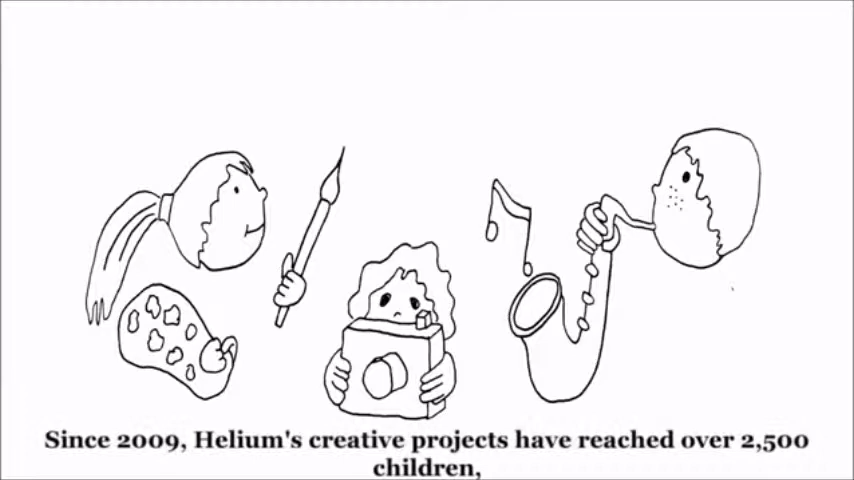 Since 2009, Helium's creative projects have reached over 2,500
children,